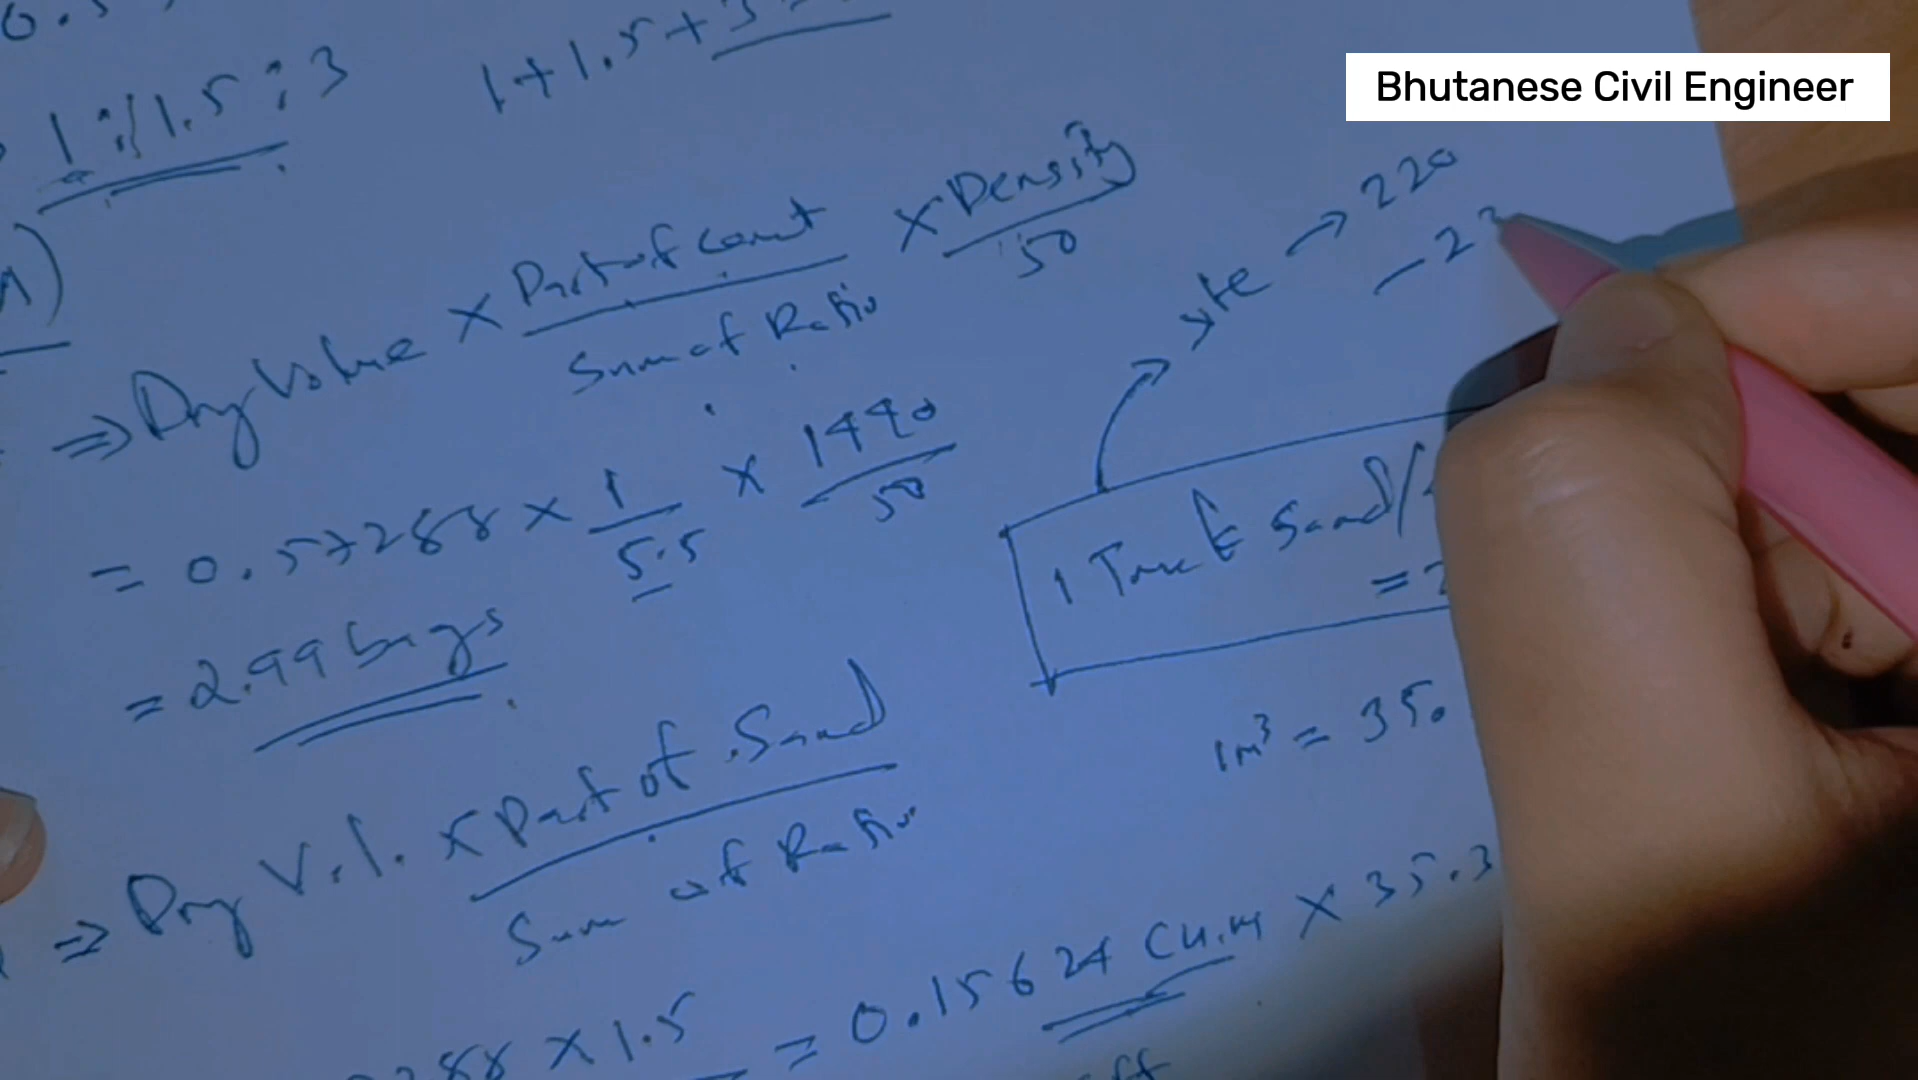 Bhutanese Civil Engineer
0.5
1:1.5:3
1+1.5+3
⇒ Dry Volume × Part of Cement / Sum of Ratio × Density / 50
= 0.57288 × 1 / 5.5 × 1440 / 50
= 2.99 bags
⇒ Dry Vol. × Part of Sand / Sum of Ratio
288 × 1.5 = 0.15624 Cu.m × 35.3
→ 220
1 Truck Sand/
1m³ = 35.